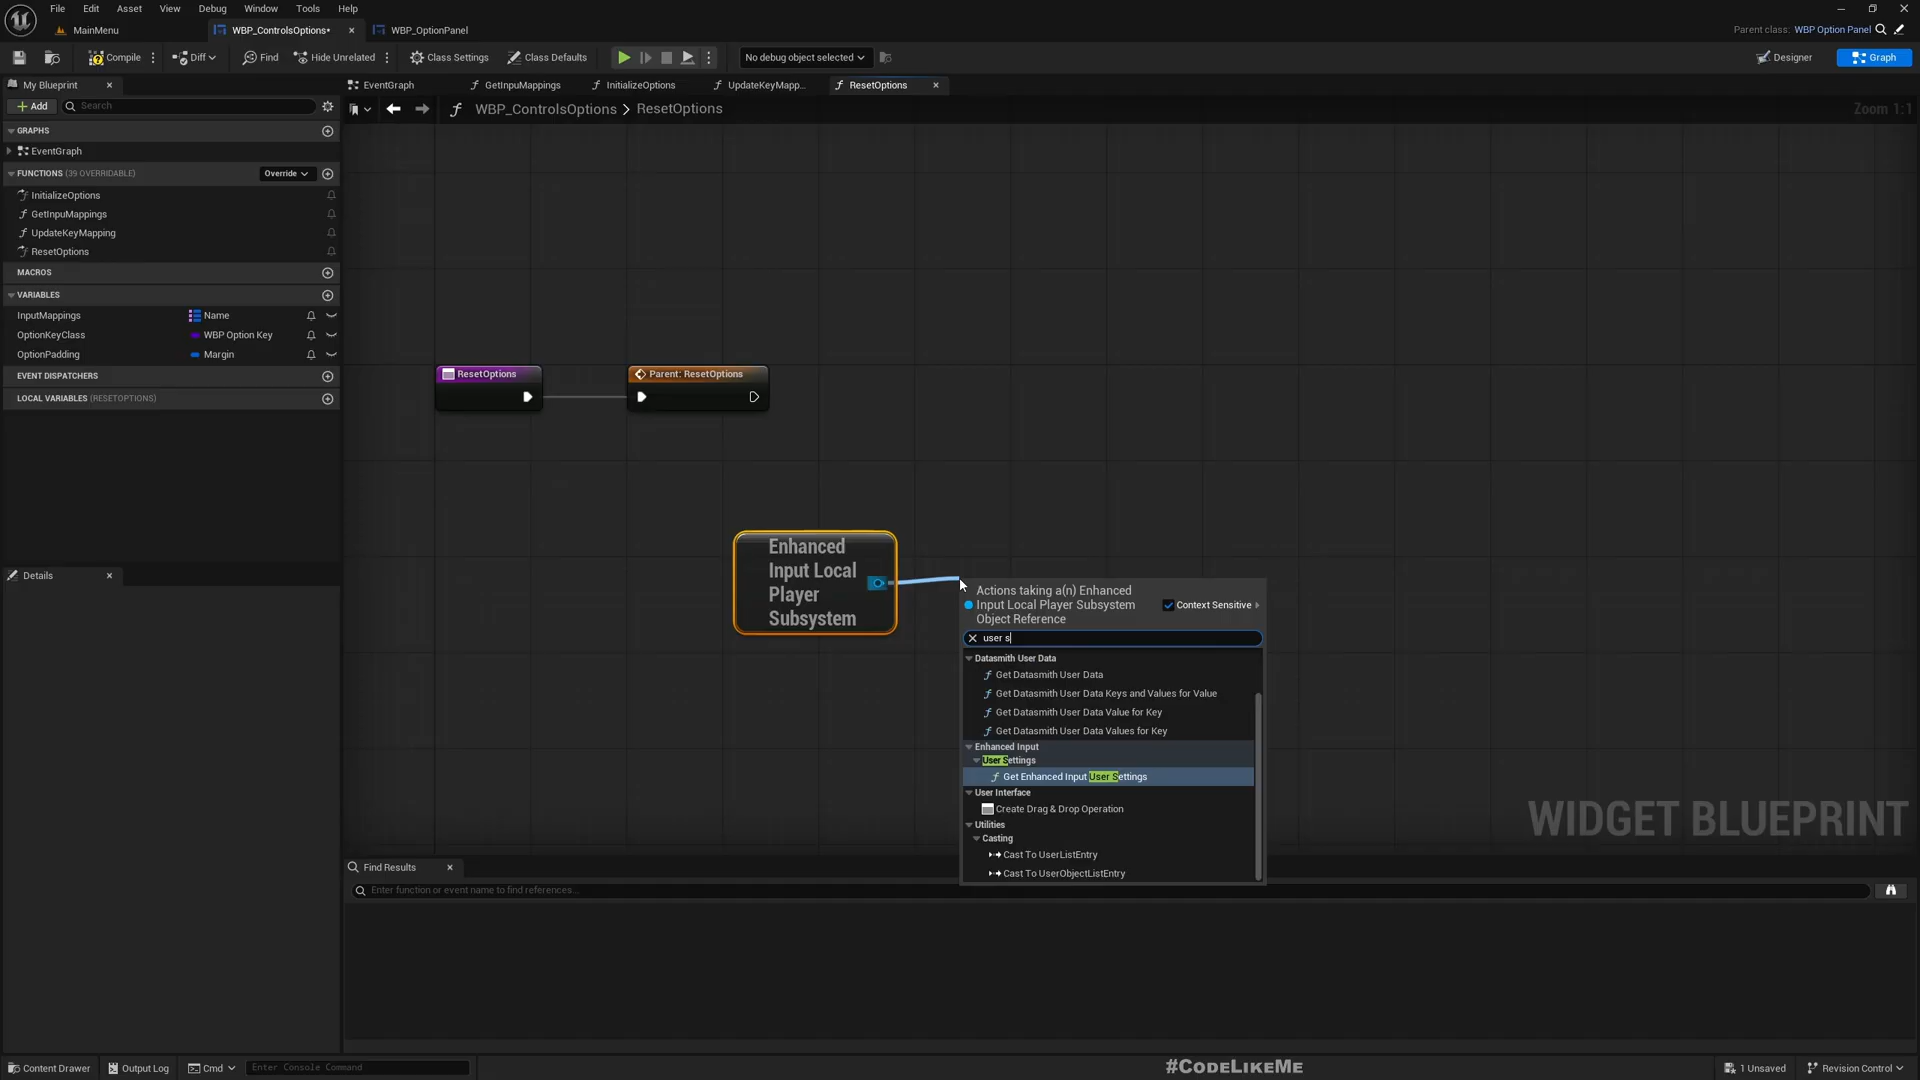 File Edit Asset View Debug Window Tools Help
MainMenu
WBP_ControlsOptions•
WBP_OptionPanel
Parent class: WBP Option Panel
Compile
Diff
Find
Hide Unrelated
Class Settings
Class Defaults
No debug object selected
Designer
Graph
My Blueprint
Add
Search
GRAPHS
EventGraph
FUNCTIONS (39 OVERRIDABLE)
Override
InitializeOptions
GetInpuMappings
UpdateKeyMapping
ResetOptions
MACROS
VARIABLES
InputMappings Name
OptionKeyClass WBP Option Key
OptionPadding Margin
EVENT DISPATCHERS
LOCAL VARIABLES (RESETOPTIONS)
Details
EventGraph
GetInpuMappings
InitializeOptions
UpdateKeyMapp...
ResetOptions
WBP_ControlsOptions > ResetOptions
Zoom 1:1
ResetOptions
Parent: ResetOptions
Enhanced
Input Local
Player
Subsystem
Actions taking a(n) Enhanced
Input Local Player Subsystem
Object Reference
Context Sensitive
user s
Datasmith User Data
Get Datasmith User Data
Get Datasmith User Data Keys and Values for Value
Get Datasmith User Data Value for Key
Get Datasmith User Data Values for Key
Enhanced Input
User Settings
Get Enhanced Input User Settings
User Interface
Create Drag & Drop Operation
Utilities
Casting
Cast To UserListEntry
Cast To UserObjectListEntry
WIDGET BLUEPRINT
Find Results
Enter function or event name to find references...
Content Drawer
Output Log
Cmd
Enter Console Command
#CodeLikeMe
1 Unsaved
Revision Control